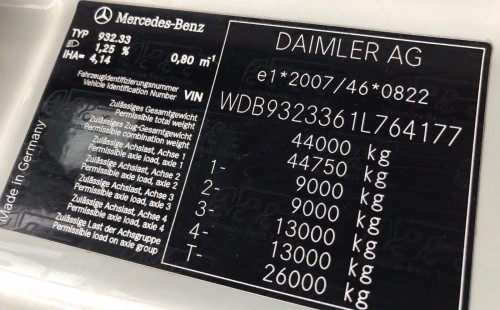 Mercedes-Benz
TYP 932.33
1,25 %
IHA= 4,14 0,80 m⁻¹
Fahrzeugidentifizierungsnummer
Vehicle Identification Number VIN
Zulässiges Gesamtgewicht
Permissible total weight
Zulässiges Zug-Gesamtgewicht
Permissible combination weight
Zulässige Achslast, Achse 1
Permissible axle load, axle 1
Zulässige Achslast, Achse 2
Permissible axle load, axle 2
Zulässige Achslast, Achse 3
Permissible axle load, axle 3
Zulässige Achslast, Achse 4
Permissible axle load, axle 4
Zulässige Last der Achsgruppe
Permissible load on axle group
Made in Germany
DAIMLER AG
e1*2007/46*0822
WDB9323361L764177
44000 kg
1- 44750 kg
2- 9000 kg
3- 9000 kg
4- 13000 kg
T- 13000 kg
26000 kg